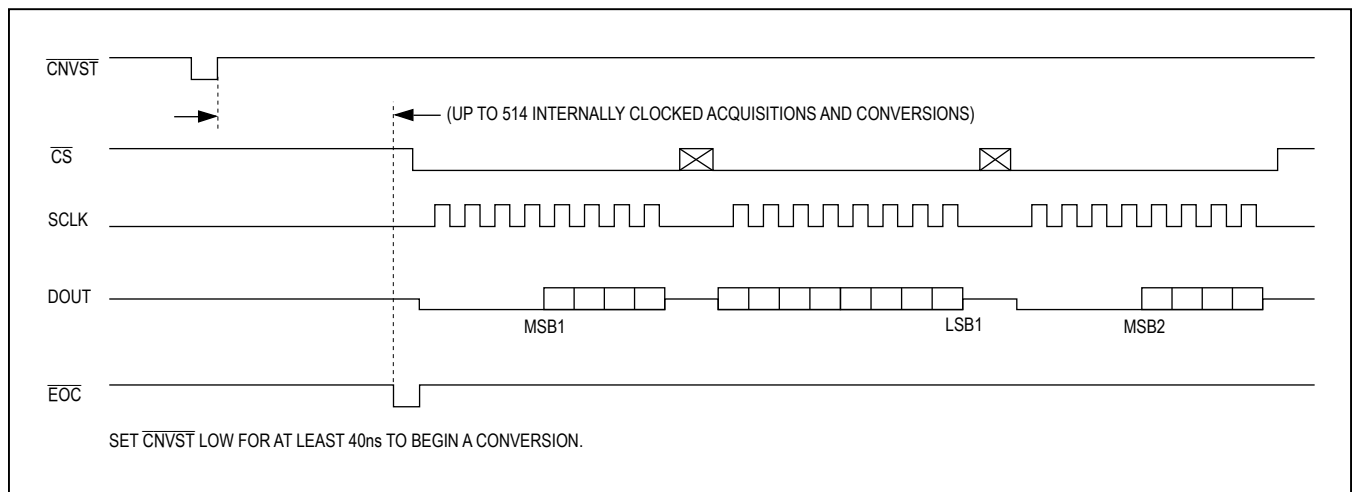 CNVST
(UP TO 514 INTERNALLY CLOCKED ACQUISITIONS AND CONVERSIONS)
CS
SCLK
DOUT
MSB1
LSB1
MSB2
EOC
SET CNVST LOW FOR AT LEAST 40ns TO BEGIN A CONVERSION.